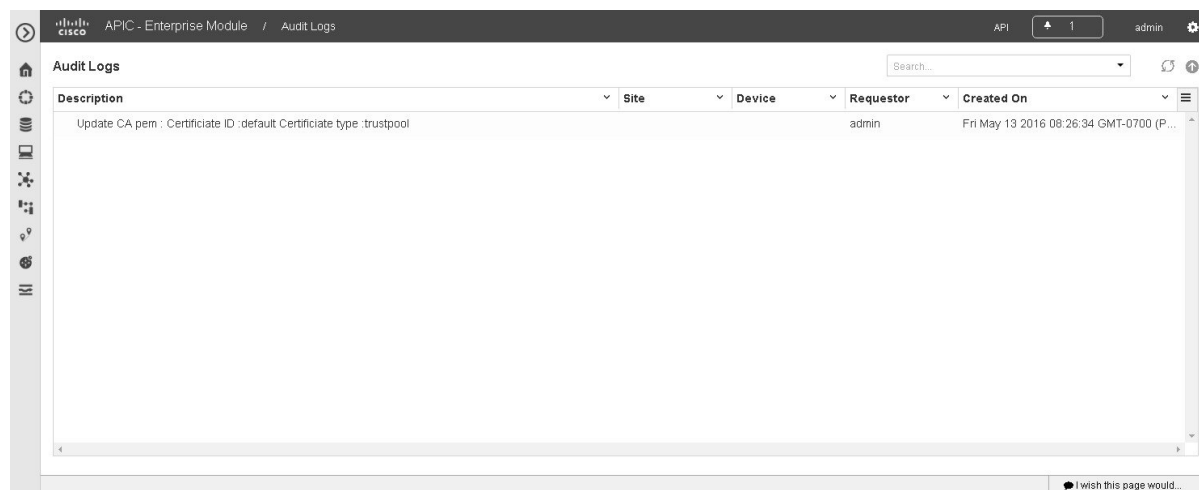 cisco APIC - Enterprise Module / Audit Logs API 1 admin
Audit Logs Search...
Description Site Device Requestor Created On
Update CA pem : Certificiate ID :default Certificiate type :trustpool admin Fri May 13 2016 08:26:34 GMT-0700 (P...
I wish this page would...